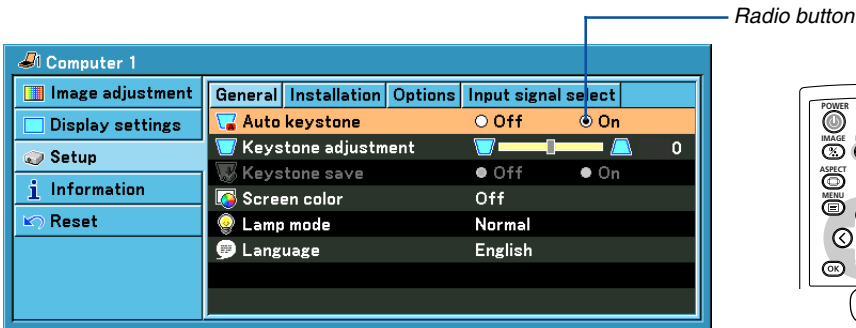 Radio button
Computer 1
Image adjustment
Display settings
Setup
Information
Reset
General Installation Options Input signal select
Auto keystone Off On
Keystone adjustment 0
Keystone save Off On
Screen color Off
Lamp mode Normal
Language English
POWER
IMAGE
ASPECT
MENU
OK